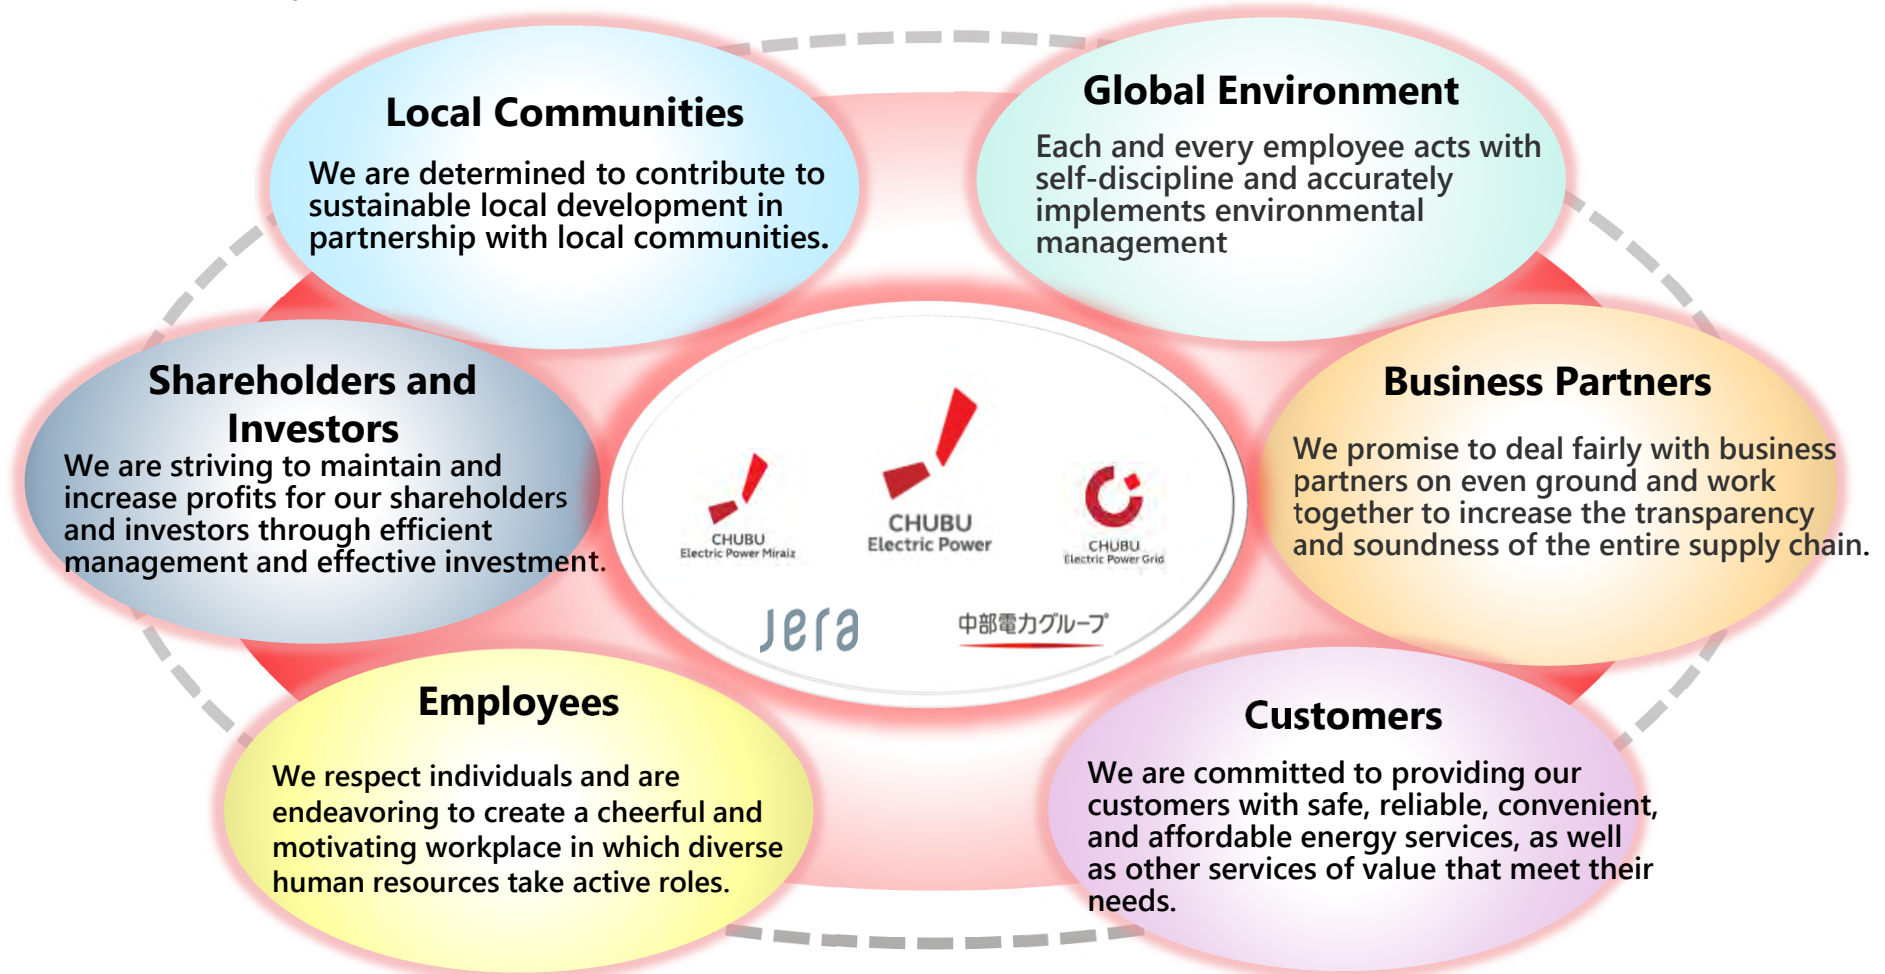 Local Communities
We are determined to contribute to
sustainable local development in
partnership with local communities.
Global Environment
Each and every employee acts with
self-discipline and accurately
implements environmental
management
Shareholders and
Investors
We are striving to maintain and
increase profits for our shareholders
and investors through efficient
management and effective investment.
CHUBU
Electric Power Miraiz
CHUBU
Electric Power
CHUBU
Electric Power Grid
Jera
中部電力グループ
Business Partners
We promise to deal fairly with business
partners on even ground and work
together to increase the transparency
and soundness of the entire supply chain.
Employees
We respect individuals and are
endeavoring to create a cheerful and
motivating workplace in which diverse
human resources take active roles.
Customers
We are committed to providing our
customers with safe, reliable, convenient,
and affordable energy services, as well
as other services of value that meet their
needs.